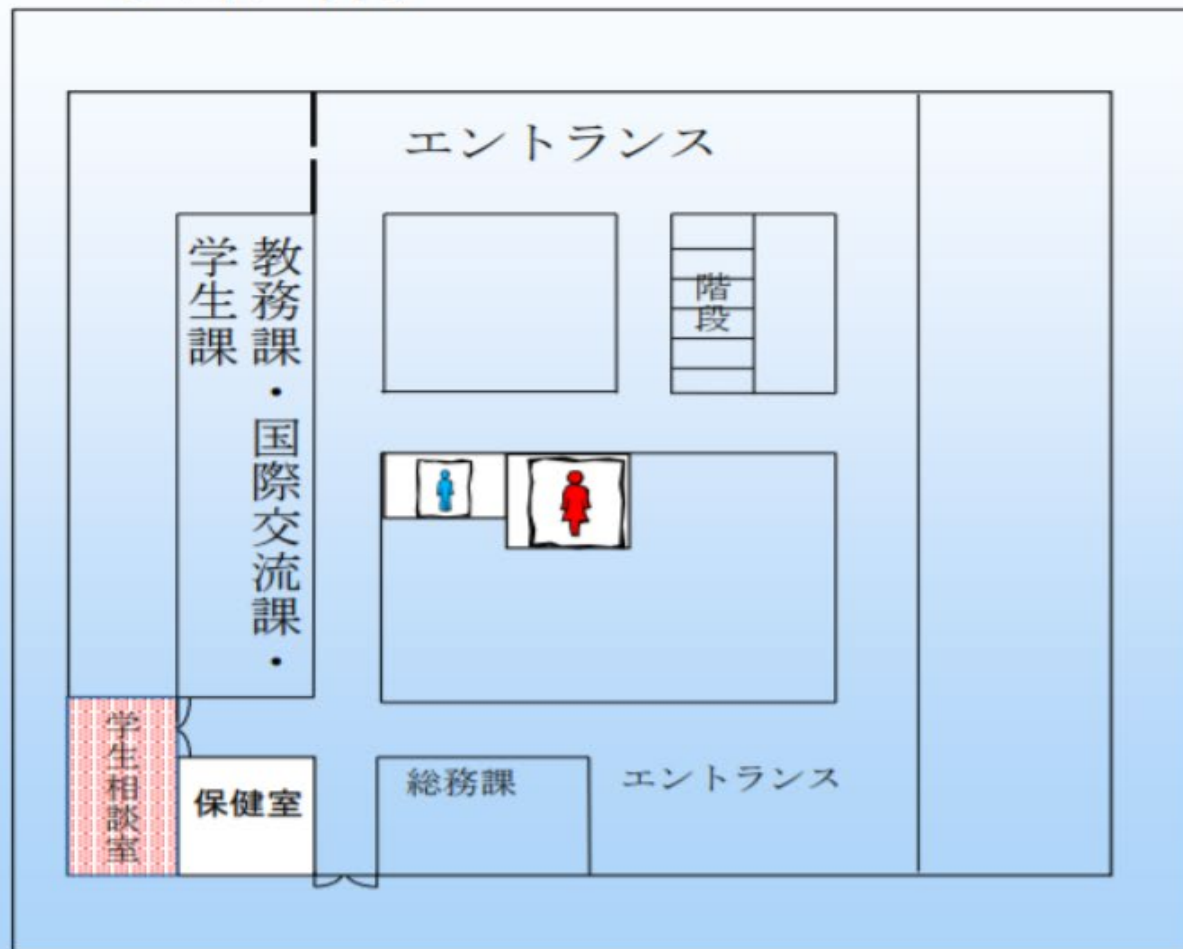 エントランス
教務課・国際交流課・
学生課
階段
学生相談室
保健室
総務課
エントランス